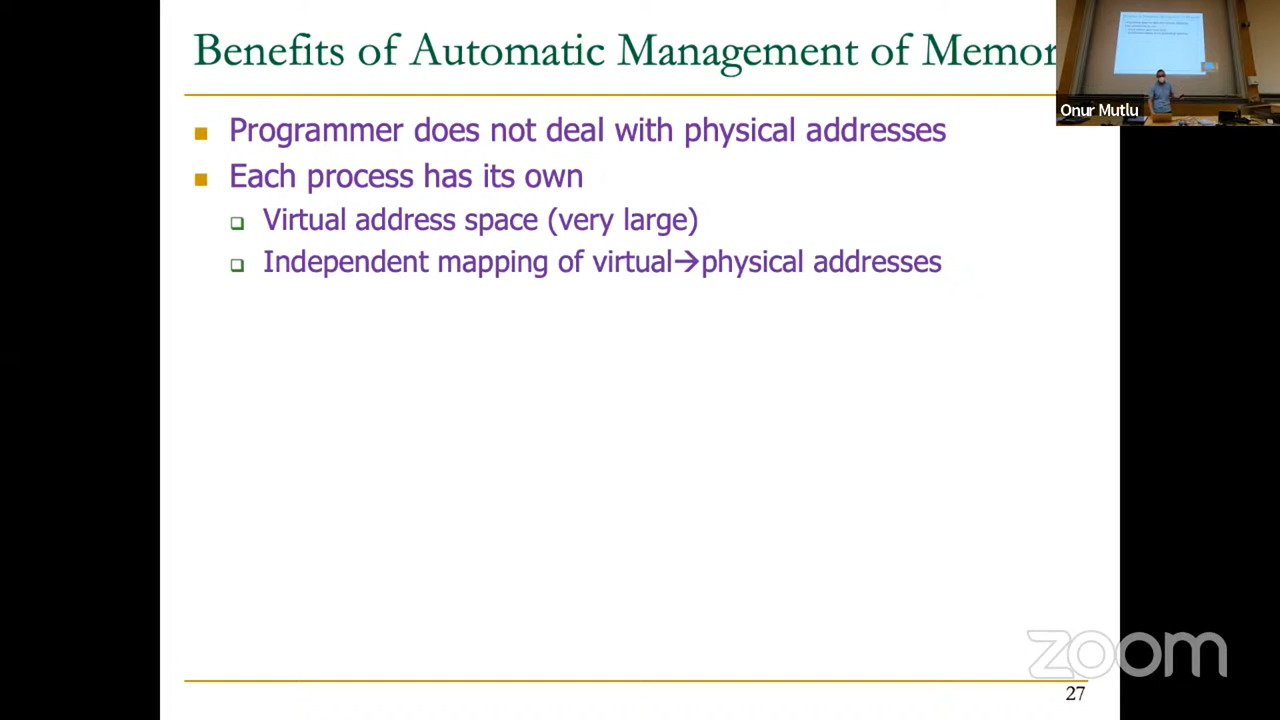 Benefits of Automatic Management of Memor
Onur Mutlu
Programmer does not deal with physical addresses
Each process has its own
Virtual address space (very large)
Independent mapping of virtual→physical addresses
zoom
27